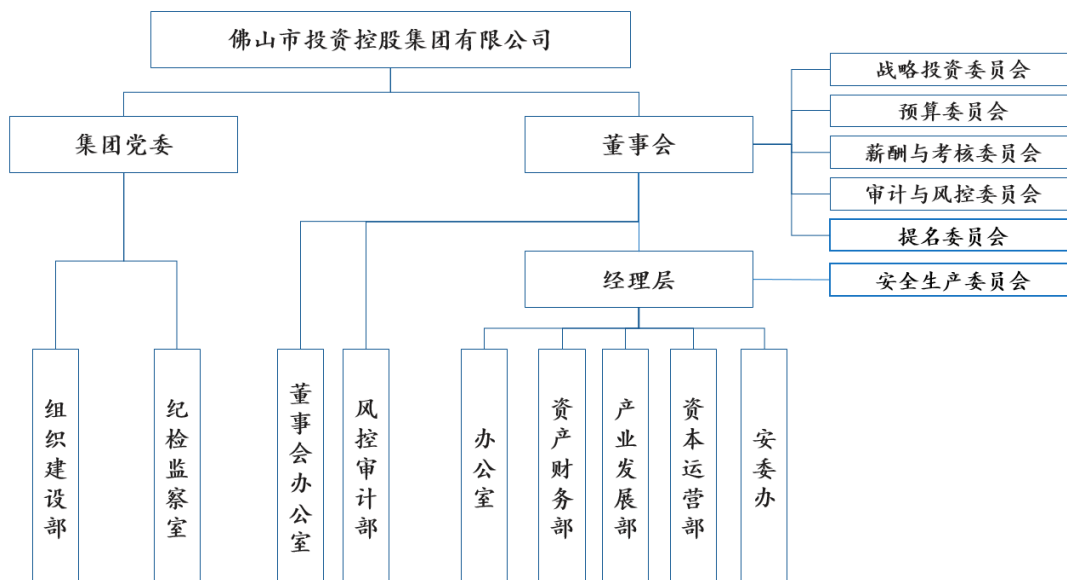 佛山市投资控股集团有限公司
战略投资委员会
预算委员会
集团党委
董事会
薪酬与考核委员会
审计与风控委员会
提名委员会
经理层
安全生产委员会
组织建设部
纪检监察室
董事会办公室
风控审计部
办公室
资产财务部
产业发展部
资本运营部
安委办